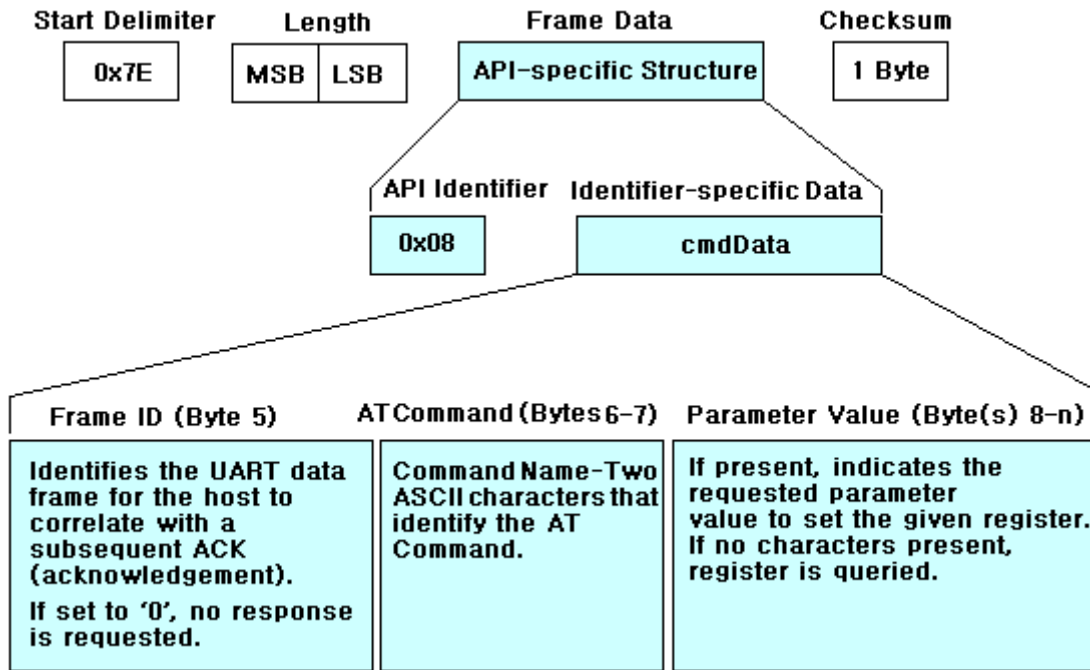 Start Delimiter Length Frame Data Checksum
0x7E MSB LSB API-specific Structure 1 Byte
API Identifier Identifier-specific Data
0x08 cmdData
Frame ID (Byte 5)
Identifies the UART data
frame for the host to
correlate with a
subsequent ACK
(acknowledgement).
If set to ‘0’, no response
is requested.
AT Command (Bytes 6-7)
Command Name-Two
ASCII characters that
identify the AT
Command.
Parameter Value (Byte(s) 8-n)
If present, indicates the
requested parameter
value to set the given register.
If no characters present,
register is queried.